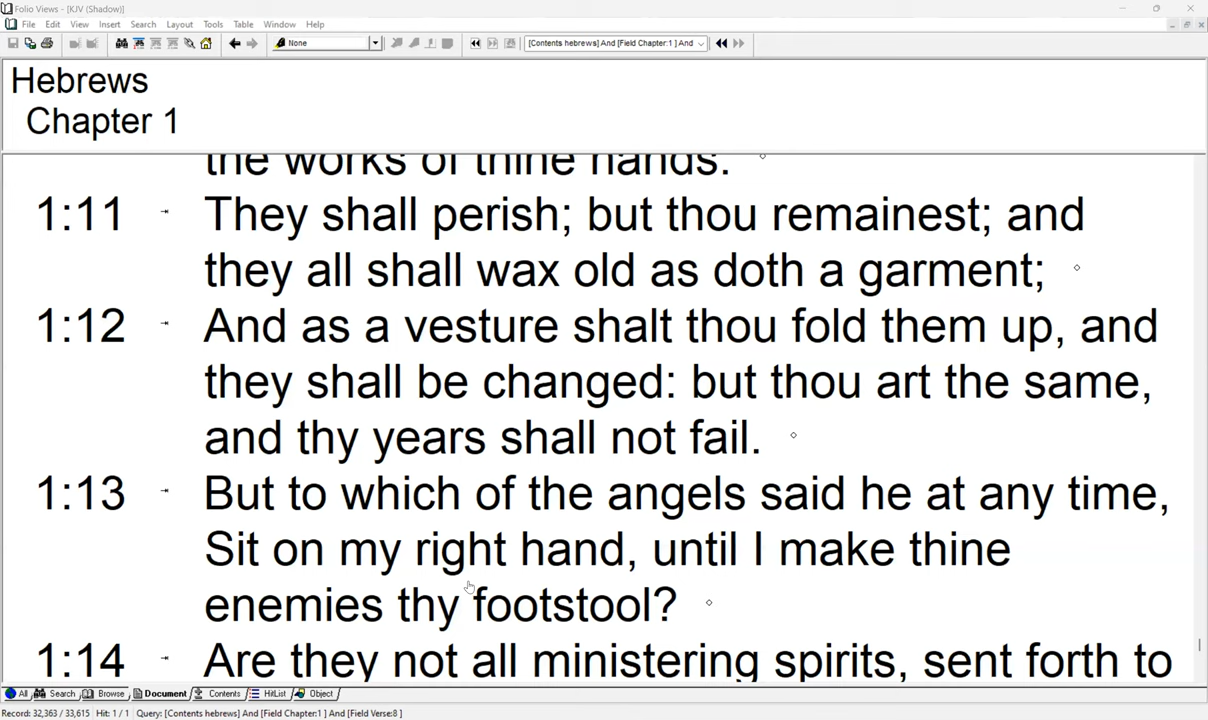 Folio Views - [KJV (Shadow)]
File Edit View Insert Search Layout Tools Table Window Help
None [Contents hebrews] And [Field Chapter:1 ] And
Hebrews
Chapter 1
the works of thine hands.
1:11 They shall perish; but thou remainest; and
they all shall wax old as doth a garment;
1:12 And as a vesture shalt thou fold them up, and
they shall be changed: but thou art the same,
and thy years shall not fail.
1:13 But to which of the angels said he at any time,
Sit on my right hand, until I make thine
enemies thy footstool?
1:14 Are they not all ministering spirits, sent forth to
All Search Browse Document Contents HitList Object
Record: 32,363 / 33,615 Hit: 1 / 1 Query: [Contents hebrews] And [Field Chapter:1 ] And [Field Verse:8 ]